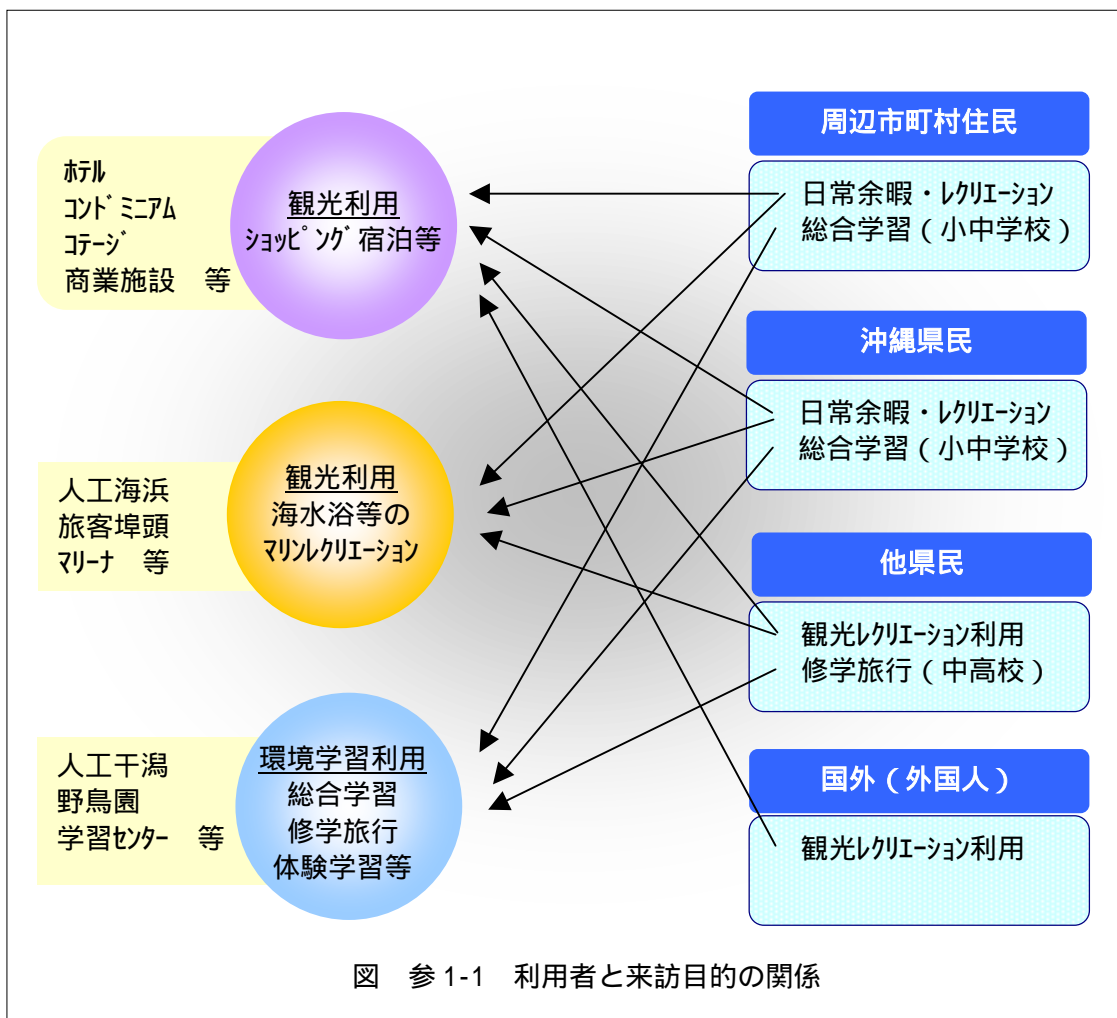 ﾎﾃﾙ
ｺﾝﾄﾞﾐﾆｱﾑ
ｺﾃｰｼﾞ
商業施設　等
観光利用
ｼｮｯﾋﾟﾝｸﾞ宿泊等
人工海浜
旅客埠頭
ﾏﾘｰﾅ　等
観光利用
海水浴等の
ﾏﾘﾝﾚｸﾘｴｰｼｮﾝ
人工干潟
野鳥園
学習ｾﾝﾀｰ　等
環境学習利用
総合学習
修学旅行
体験学習等
周辺市町村住民
日常余暇・ﾚｸﾘｴｰｼｮﾝ
総合学習（小中学校）
沖縄県民
日常余暇・ﾚｸﾘｴｰｼｮﾝ
総合学習（小中学校）
他県民
観光ﾚｸﾘｴｰｼｮﾝ利用
修学旅行（中高校）
国外（外国人）
観光ﾚｸﾘｴｰｼｮﾝ利用
図　参1-1　利用者と来訪目的の関係